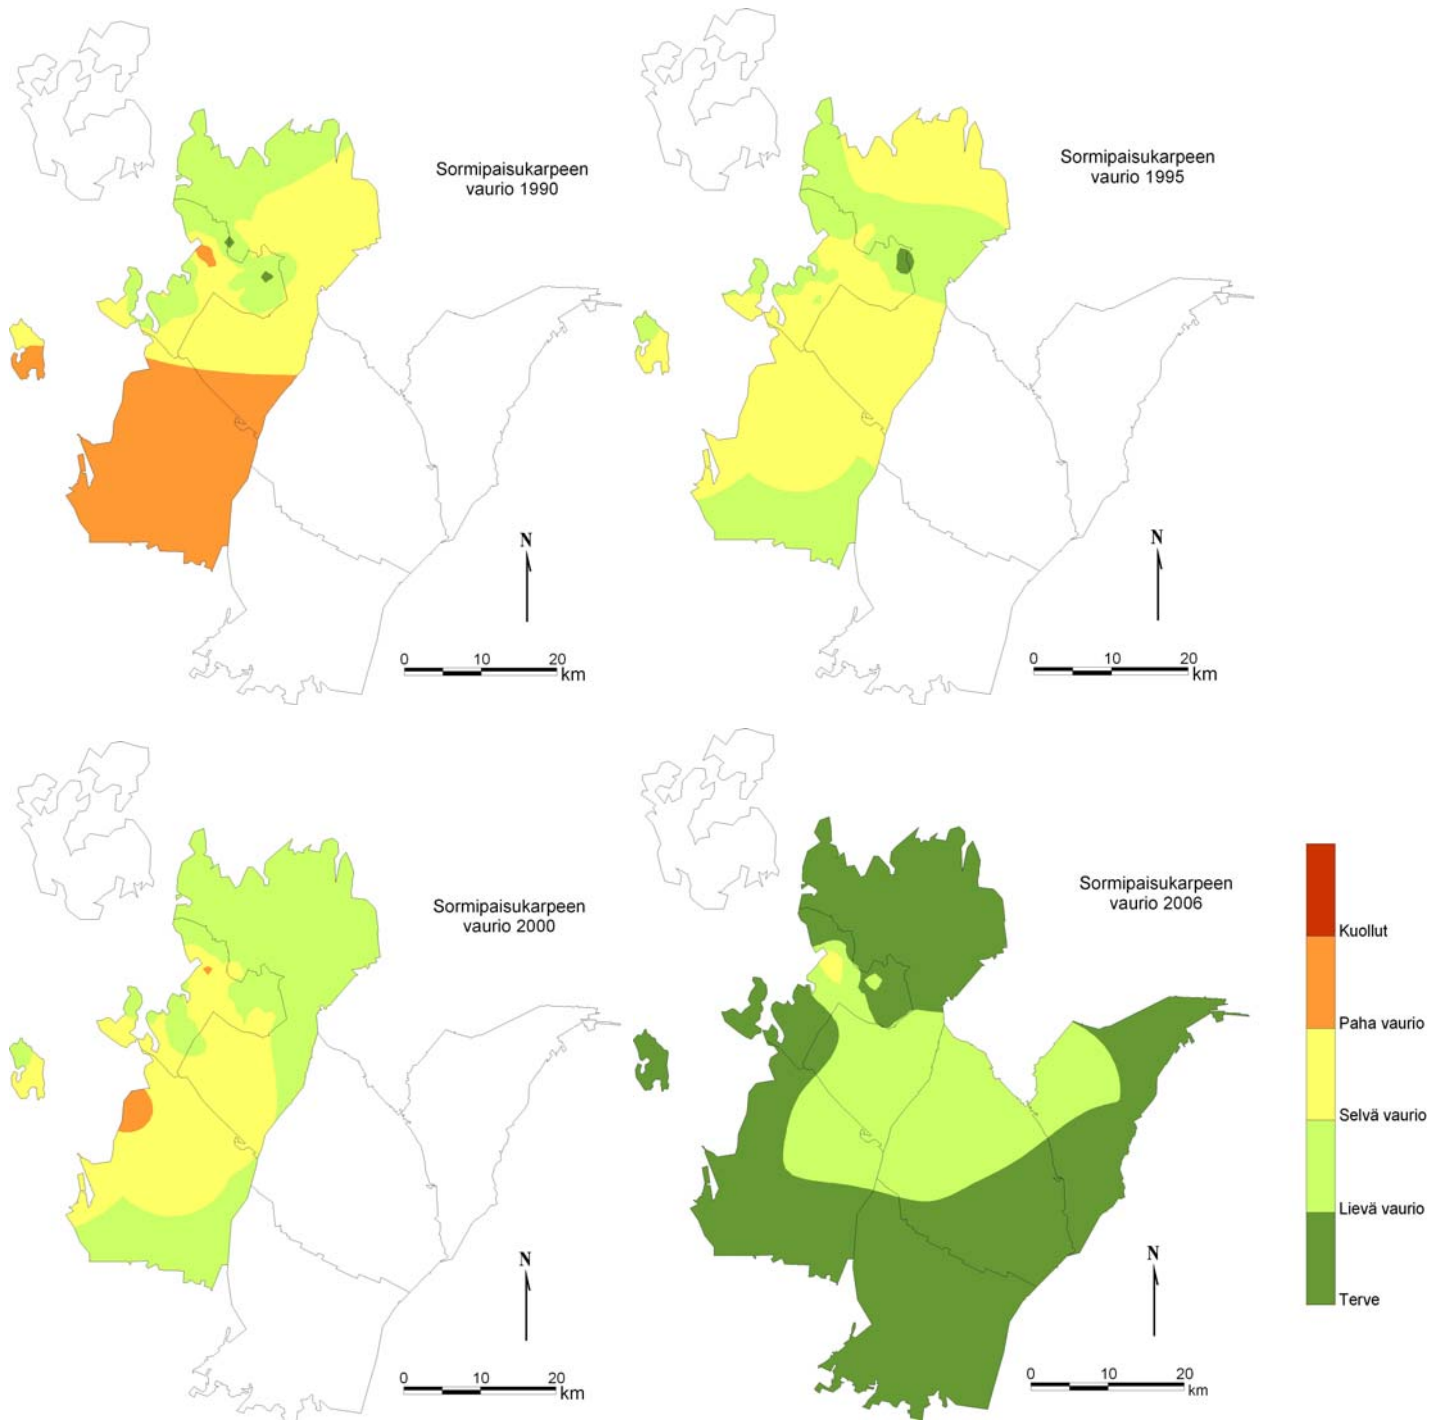 Sormipaisukarpeen
vaurio 1990
N
0 10 20
km
Sormipaisukarpeen
vaurio 1995
N
0 10 20
km
Sormipaisukarpeen
vaurio 2000
N
0 10 20
km
Sormipaisukarpeen
vaurio 2006
N
0 10 20
km
Kuollut
Paha vaurio
Selvä vaurio
Lievä vaurio
Terve